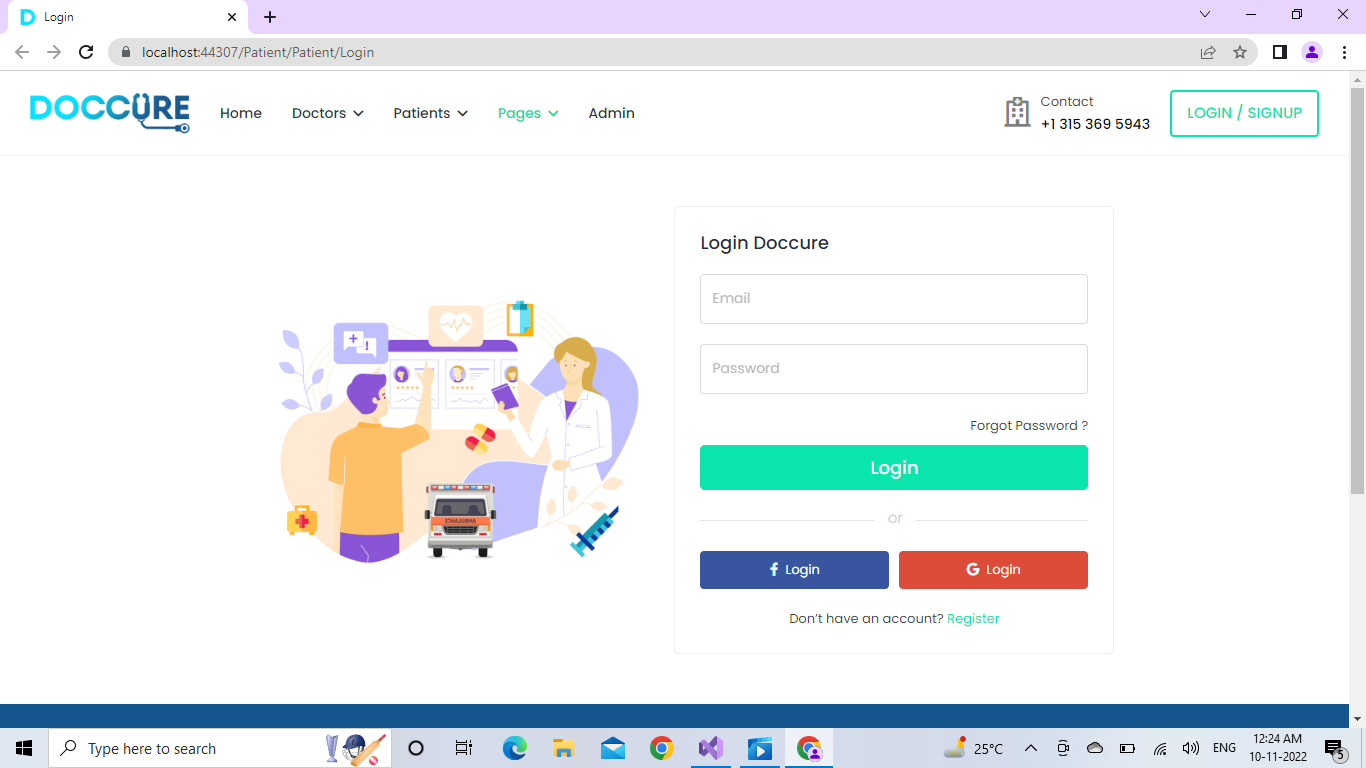 Login
localhost:44307/Patient/Patient/Login
DOCCURE
Home Doctors Patients Pages Admin
Contact
+1 315 369 5943
LOGIN / SIGNUP
Login Doccure
Email
Password
Forgot Password ?
Login
or
Login
Login
Don't have an account? Register
AMBULANCE
Type here to search
25°C
ENG
12:24 AM
10-11-2022
5